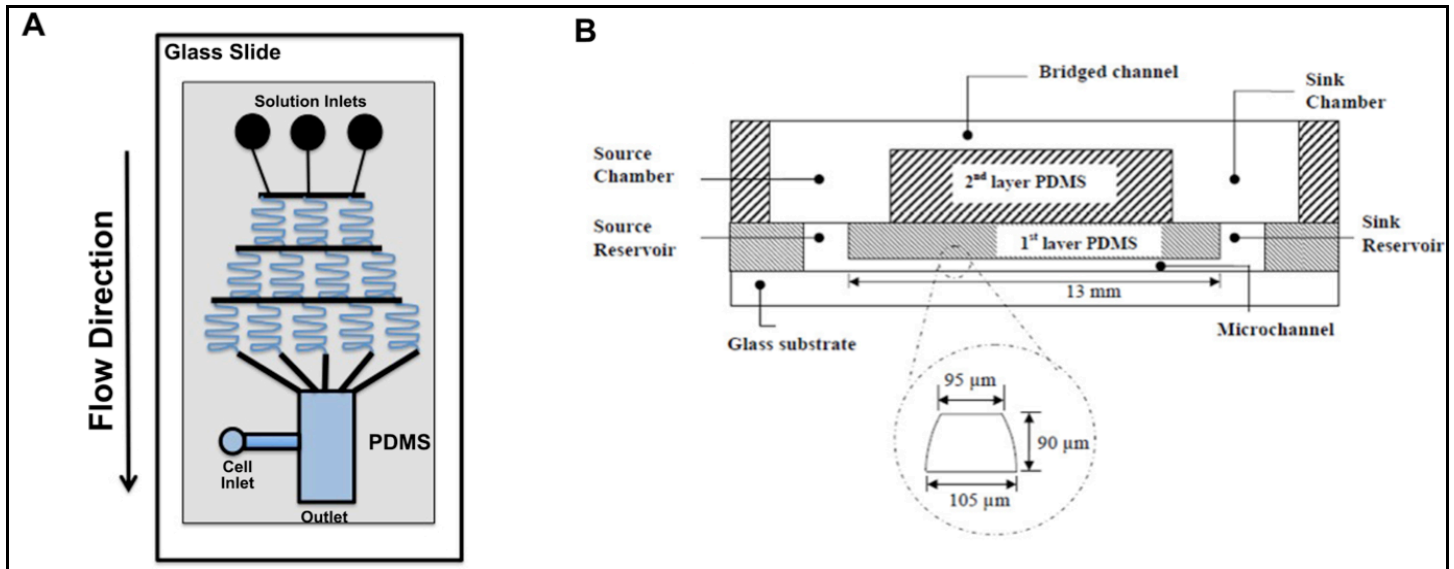 A
Glass Slide
Solution Inlets
Flow Direction
PDMS
Cell
Inlet
Outlet
B
Bridged channel
Sink
Chamber
Source
Chamber
2nd layer PDMS
Source
Reservoir
1st layer PDMS
Sink
Reservoir
13 mm
Microchannel
Glass substrate
95 µm
90 µm
105 µm